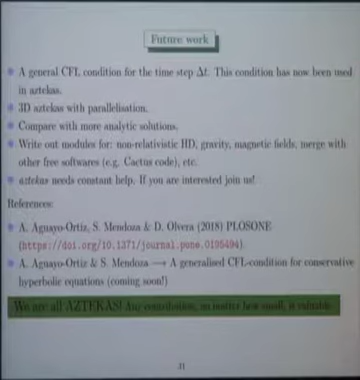 Future work
A general CFL condition for the time step Δt. This condition has now been used
in aztekas.
3D aztekas with parallelisation.
Compare with more analytic solutions.
Write out modules for: non-relativistic HD, gravity, magnetic fields, merge with
other free softwares (e.g. Cactus code), etc.
aztekas needs constant help. If you are interested join us!
References:
A. Aguayo-Ortiz, S. Mendoza & D. Olvera (2018) PLOSONE
(https://doi.org/10.1371/journal.pone.0195494).
A. Aguayo-Ortiz & S. Mendoza → A generalised CFL-condition for conservative
hyperbolic equations (coming soon!)
We are all AZTEKAS! Any contribution, no matter how small, is valuable
31